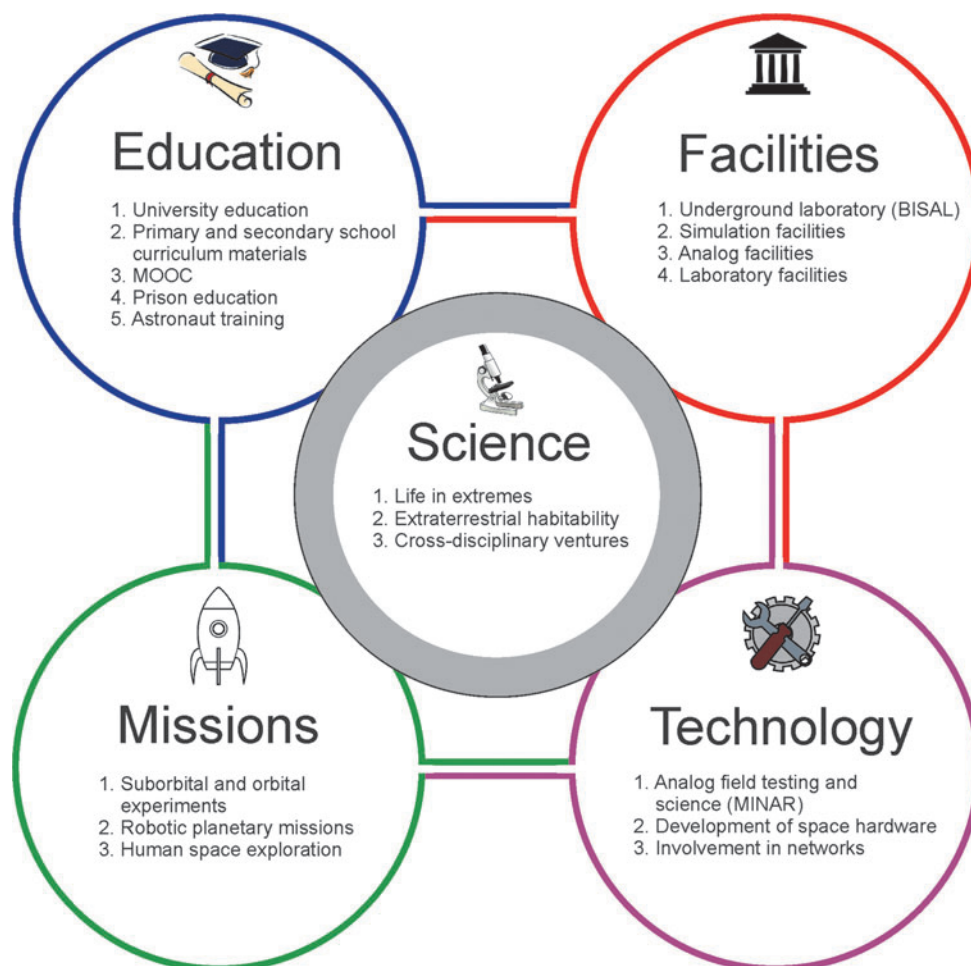 Education
1. University education
2. Primary and secondary school
curriculum materials
3. MOOC
4. Prison education
5. Astronaut training
Facilities
1. Underground laboratory (BISAL)
2. Simulation facilities
3. Analog facilities
4. Laboratory facilities
Science
1. Life in extremes
2. Extraterrestrial habitability
3. Cross-disciplinary ventures
Missions
1. Suborbital and orbital
experiments
2. Robotic planetary missions
3. Human space exploration
Technology
1. Analog field testing and
science (MINAR)
2. Development of space hardware
3. Involvement in networks